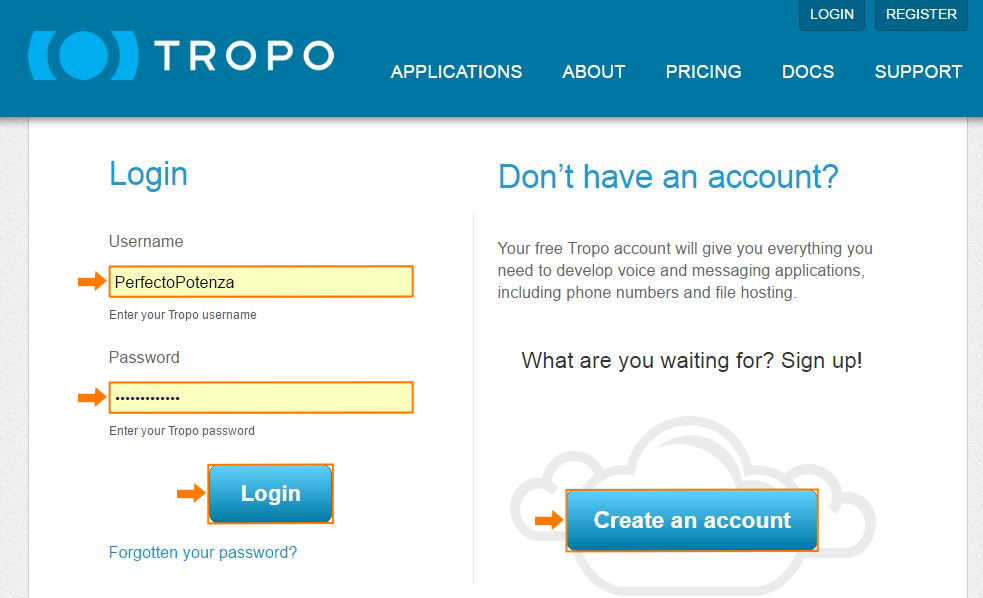 LOGIN REGISTER
TROPO
APPLICATIONS ABOUT PRICING DOCS SUPPORT
Login
Username
PerfectoPotenza
Enter your Tropo username
Password
•••••••••••••
Enter your Tropo password
Login
Forgotten your password?
Don’t have an account?
Your free Tropo account will give you everything you
need to develop voice and messaging applications,
including phone numbers and file hosting.
What are you waiting for? Sign up!
Create an account